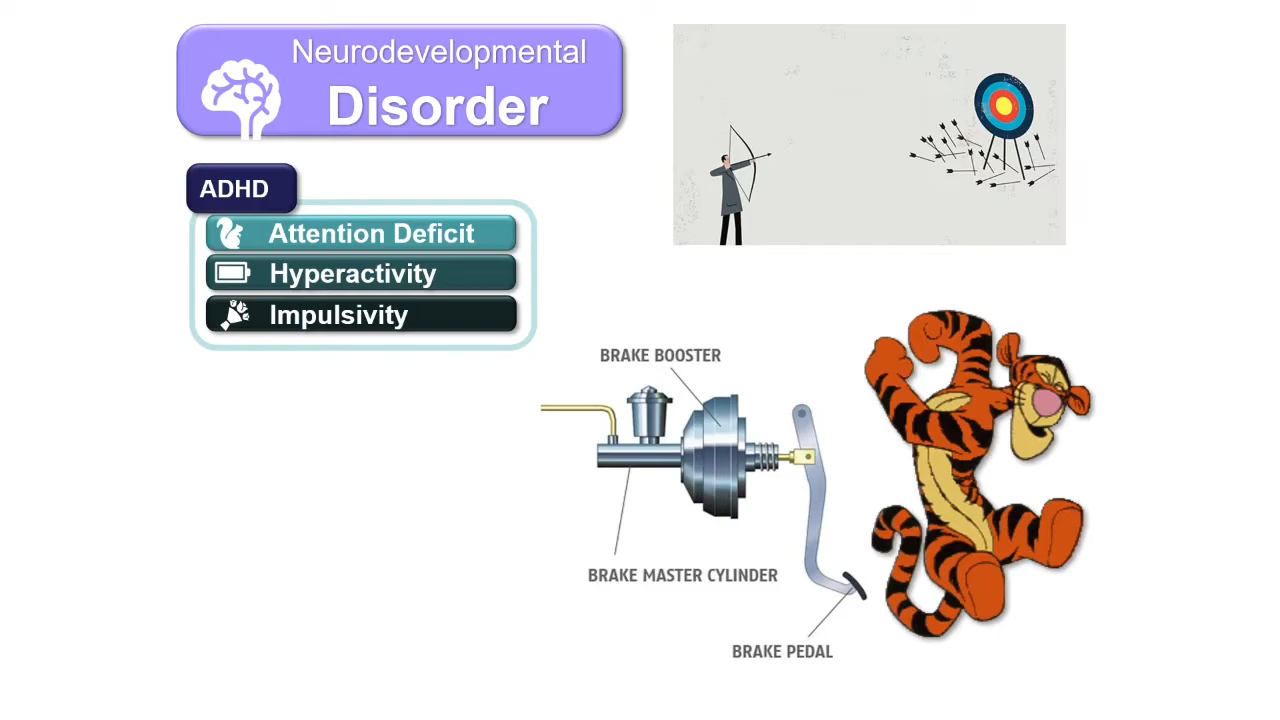 Neurodevelopmental
Disorder
ADHD
Attention Deficit
Hyperactivity
Impulsivity
BRAKE BOOSTER
BRAKE MASTER CYLINDER
BRAKE PEDAL